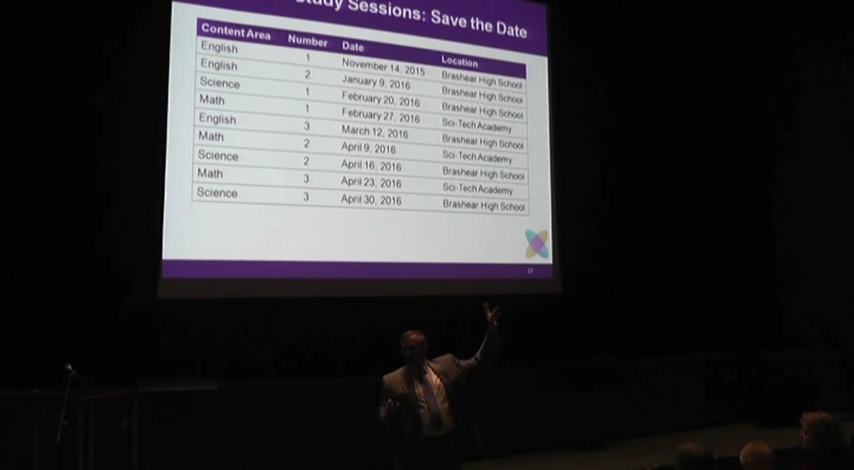 Study Sessions: Save the Date
Content Area Number Date Location
English 1 November 14, 2015 Brashear High School
English 2 January 9, 2016 Brashear High School
Science 1 February 20, 2016 Brashear High School
Math 1 February 27, 2016 Sci-Tech Academy
English 3 March 12, 2016 Brashear High School
Math 2 April 9, 2016 Sci-Tech Academy
Science 2 April 16, 2016 Brashear High School
Math 3 April 23, 2016 Sci-Tech Academy
Science 3 April 30, 2016 Brashear High School